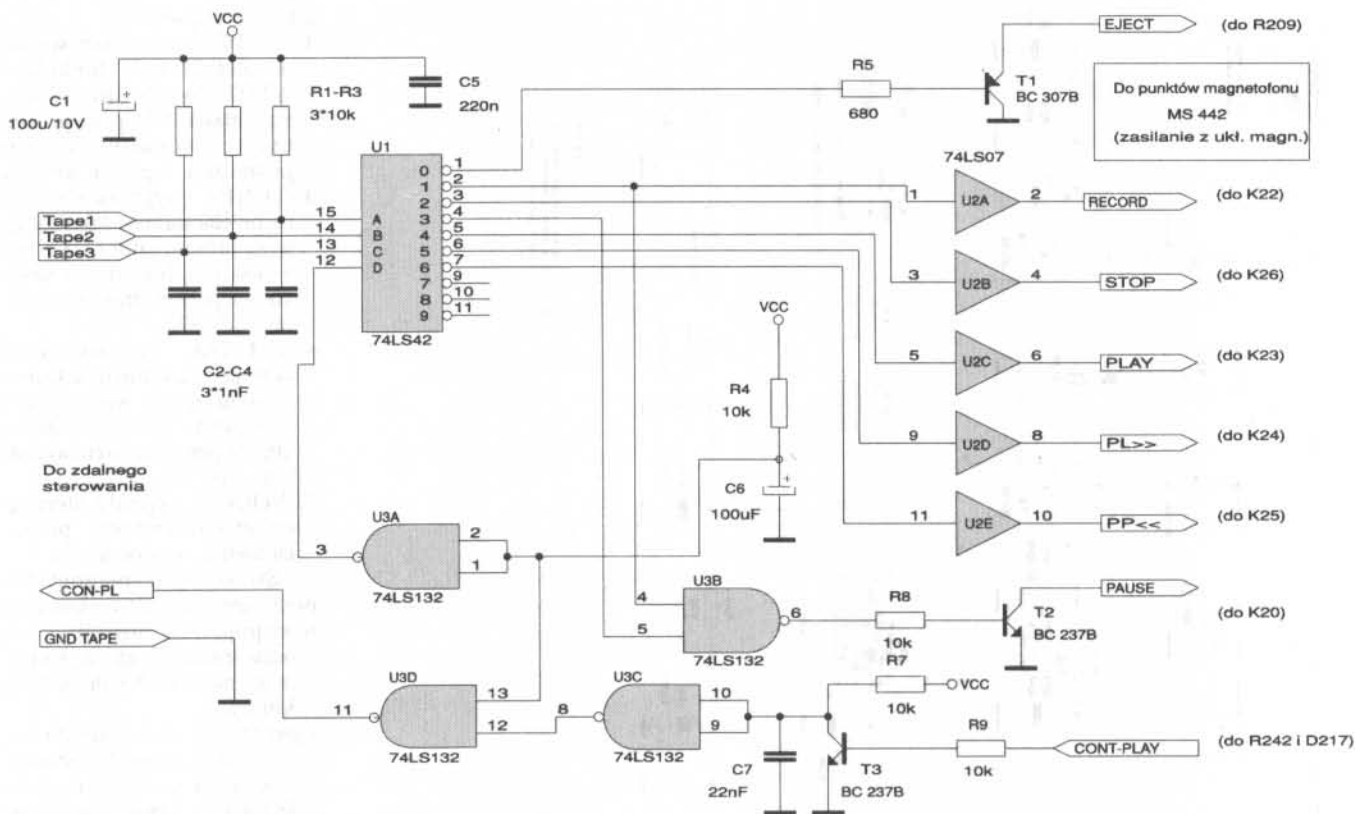 VCC
EJECT
(do R209)
C1
100u/10V
R1-R3
3*10k
C5
220n
R5
680
T1
BC 307B
Do punktów magnetofonu
MS 442
(zasilanie z ukł. magn.)
U1
74LS07
Tape1
Tape2
Tape3
15
14
13
12
A
B
C
D
0
1
2
3
4
5
6
7
8
9
1
2
3
4
5
6
7
9
10
11
74LS42
1
U2A
2
RECORD
(do K22)
3
U2B
4
STOP
(do K26)
5
U2C
6
PLAY
(do K23)
9
U2D
8
PL>>
(do K24)
11
U2E
10
PP<<
(do K25)
C2-C4
3*1nF
VCC
R4
10k
C6
100uF
Do zdalnego
sterowania
U3A
3
2
1
74LS132
CON-PL
GND TAPE
U3B
4
5
6
74LS132
R8
10k
T2
BC 237B
PAUSE
(do K20)
R7
10k
VCC
U3D
11
13
12
74LS132
U3C
8
10
9
74LS132
C7
22nF
T3
BC 237B
R9
10k
CONT-PLAY
(do R242 i D217)